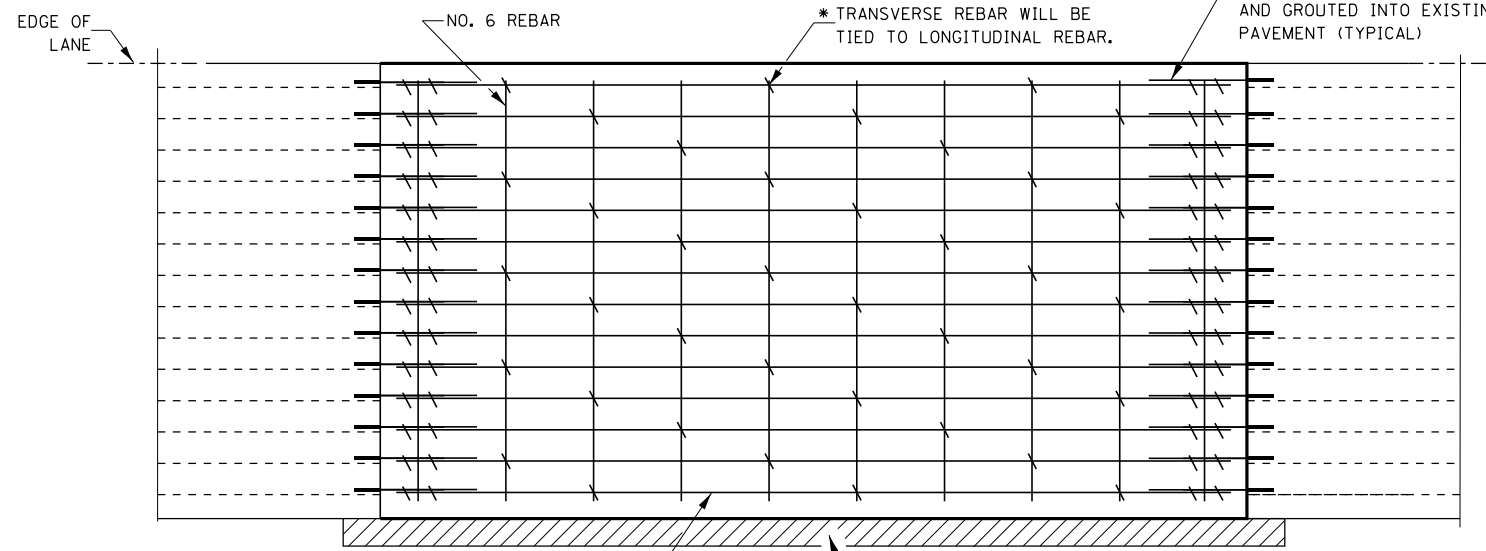 EDGE OF
LANE
NO. 6 REBAR
* TRANSVERSE REBAR WILL BE
TIED TO LONGITUDINAL REBAR.
AND GROUTED INTO
PAVEMENT (TYPICAL)